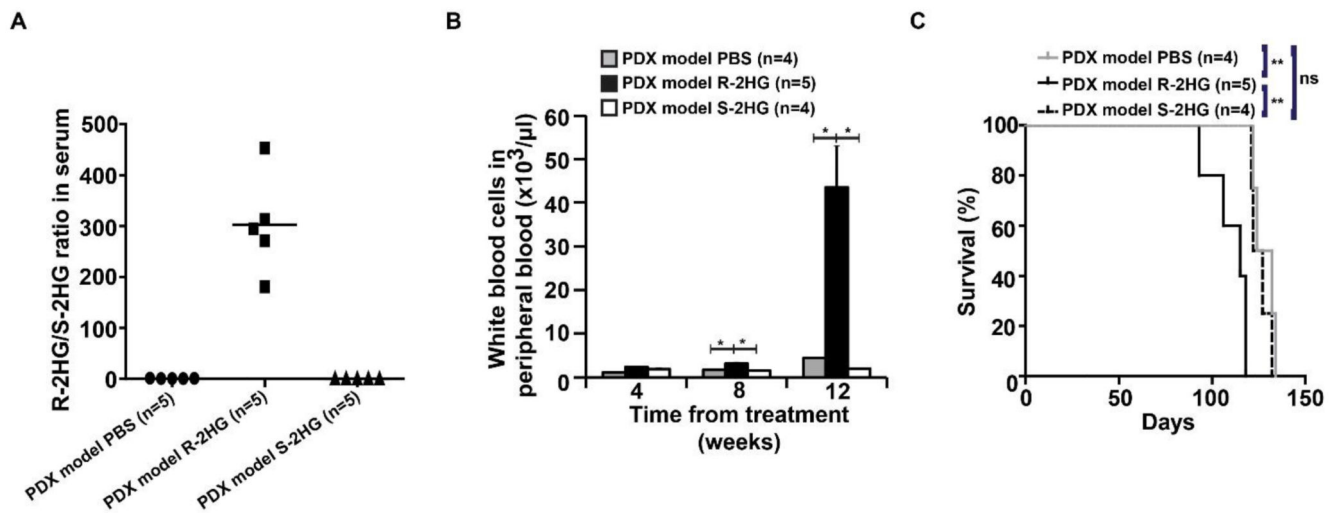 A
R-2HG/S-2HG ratio in serum
500
400
300
200
100
0
PDX model PBS (n=5)
PDX model R-2HG (n=5)
PDX model S-2HG (n=5)
B
PDX model PBS (n=4)
PDX model R-2HG (n=5)
PDX model S-2HG (n=4)
White blood cells in
peripheral blood (x10³/µl)
60
50
40
30
20
10
0
* *
* *
4 8 12
Time from treatment
(weeks)
C
PDX model PBS (n=4)
PDX model R-2HG (n=5)
PDX model S-2HG (n=4)
**
**
ns
Survival (%)
100
80
60
40
20
0
0 50 100 150
Days